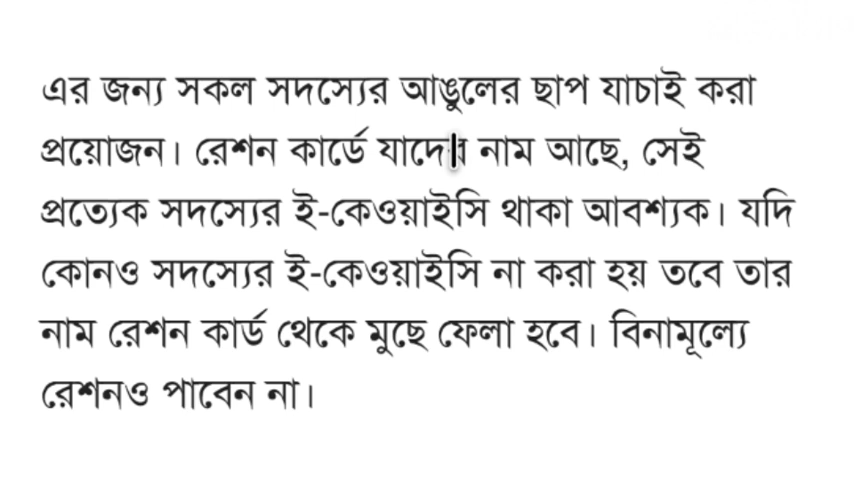 এর জন্য সকল সদস্যের আঙুলের ছাপ যাচাই করা
প্রয়োজন। রেশন কার্ডে যাদের নাম আছে, সেই
প্রত্যেক সদস্যের ই-কেওয়াইসি থাকা আবশ্যক। যদি
কোনও সদস্যের ই-কেওয়াইসি না করা হয় তবে তার
নাম রেশন কার্ড থেকে মুছে ফেলা হবে। বিনামূল্যে
রেশনও পাবেন না।